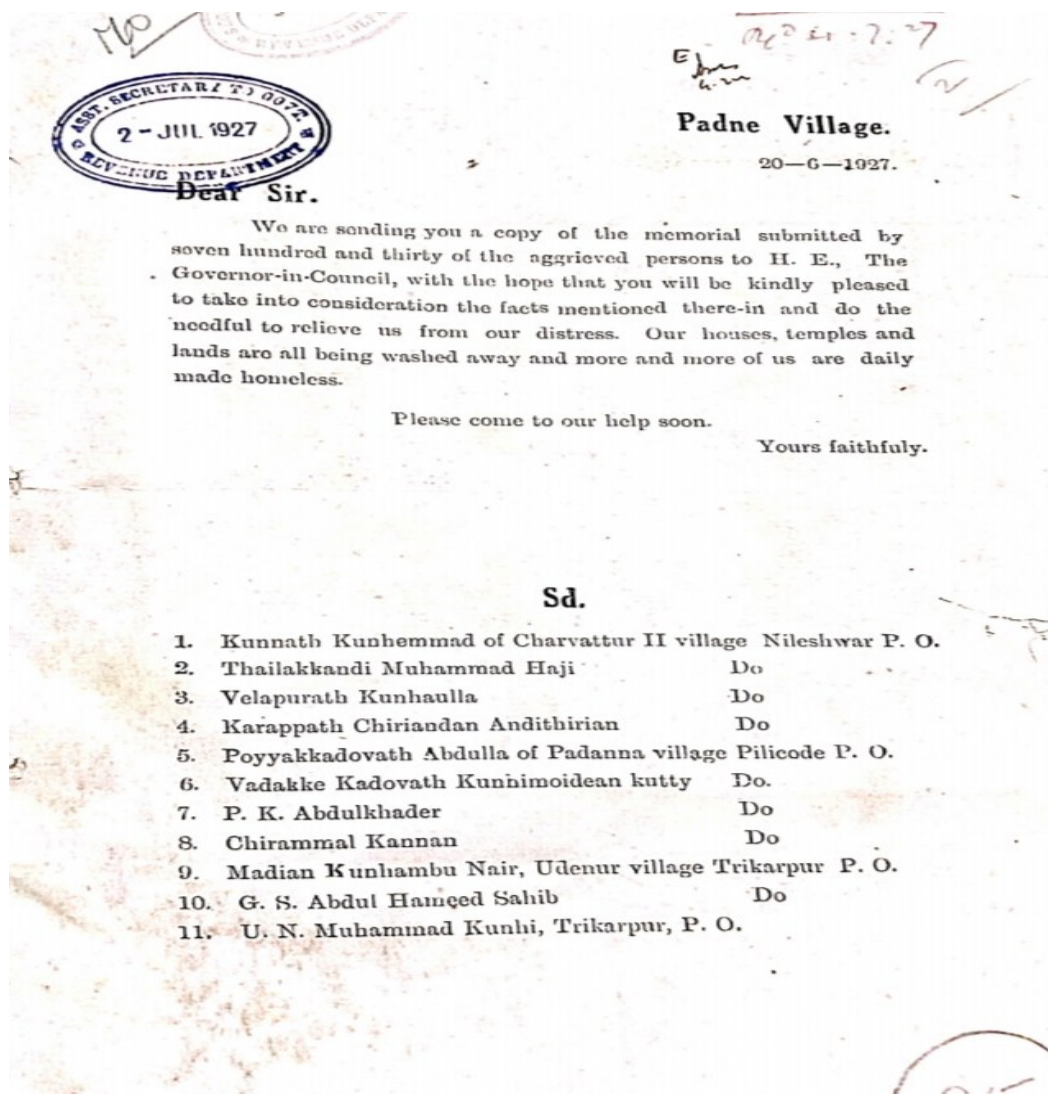 ASST. SECRETARY TO GOVT.
2 - JUL 1927
REVENUE DEPARTMENT
Padne Village.
20—6—1927.
Dear Sir.
We are sending you a copy of the memorial submitted by
seven hundred and thirty of the aggrieved persons to H. E., The
Governor-in-Council, with the hope that you will be kindly pleased
to take into consideration the facts mentioned there-in and do the
needful to relieve us from our distress. Our houses, temples and
lands are all being washed away and more and more of us are daily
made homeless.
Please come to our help soon.
Yours faithfuly.
Sd.
1. Kunnath Kunhemmad of Charvattur II village Nileshwar P. O.
2. Thailakkandi Muhammad Haji Do
3. Velapurath Kunhaulla Do
4. Karappath Chiriandan Andithirian Do
5. Poyyakkadovath Abdulla of Padanna village Pilicode P. O.
6. Vadakke Kadovath Kunhimoidean kutty Do.
7. P. K. Abdulkhader Do
8. Chirammal Kannan Do
9. Madian Kunhambu Nair, Udenur village Trikarpur P. O.
10. G. S. Abdul Hameed Sahib Do
11. U. N. Muhammad Kunhi, Trikarpur, P. O.